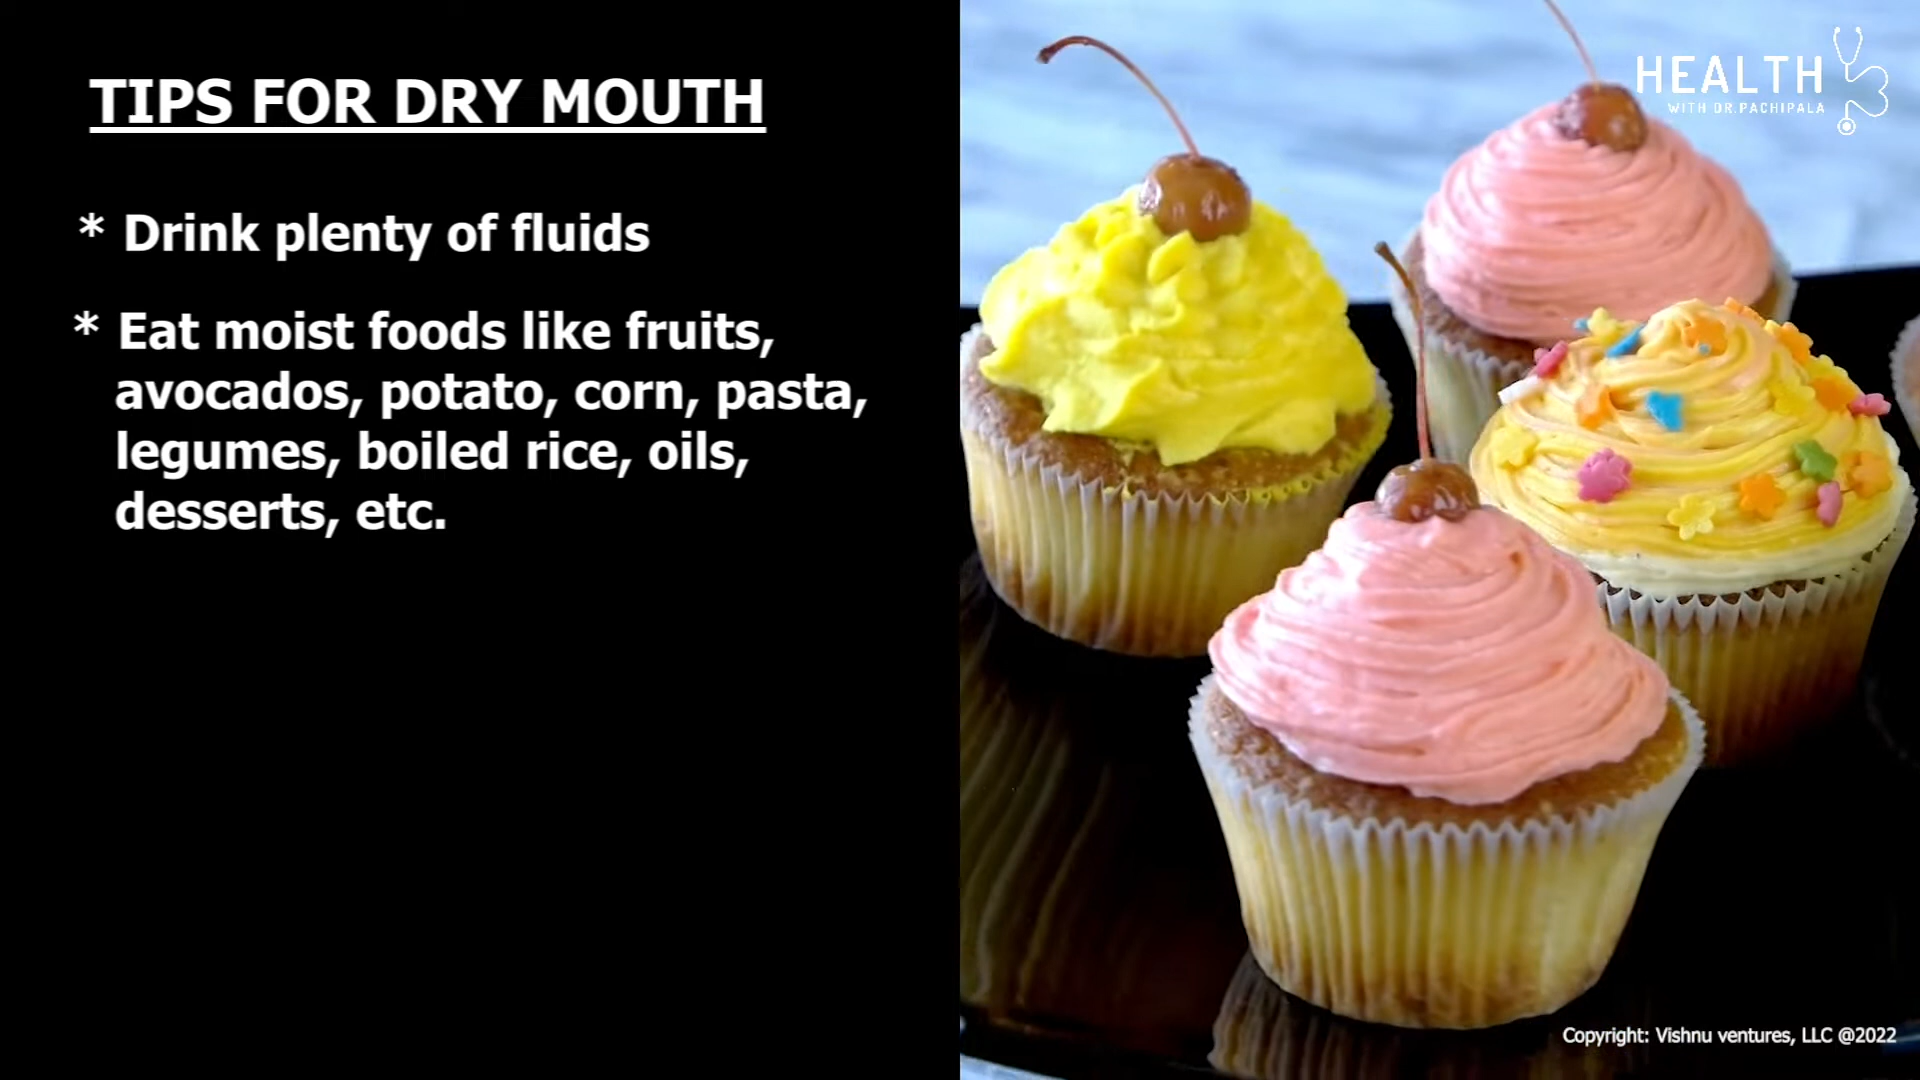 TIPS FOR DRY MOUTH
* Drink plenty of fluids
* Eat moist foods like fruits,
avocados, potato, corn, pasta,
legumes, boiled rice, oils,
desserts, etc.
HEALTH
WITH DR.PACHIPALA
Copyright: Vishnu ventures, LLC @2022